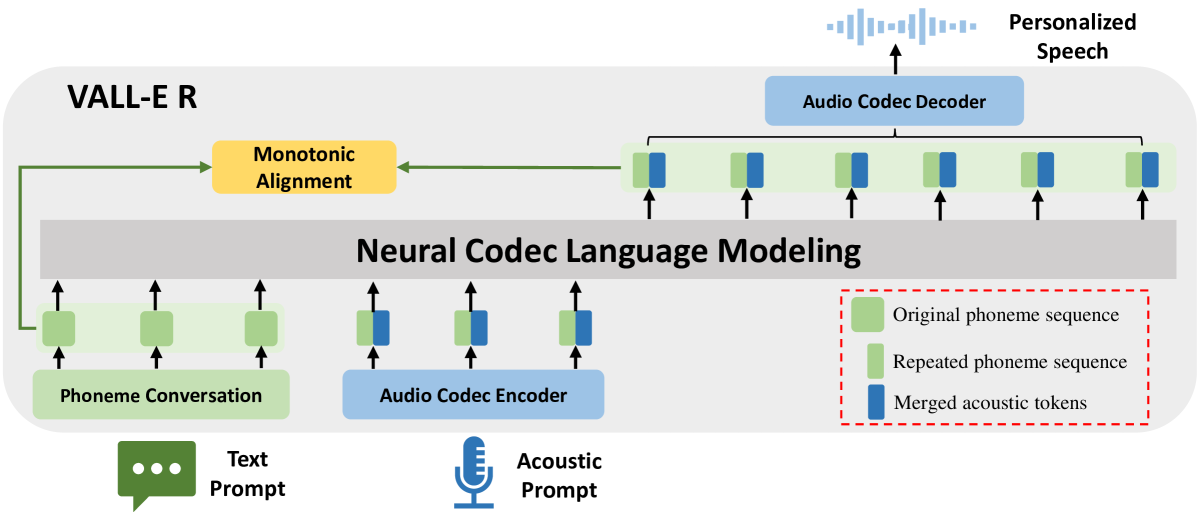 Personalized
Speech
VALL-E R
Audio Codec Decoder
Monotonic
Alignment
Neural Codec Language Modeling
Original phoneme sequence
Repeated phoneme sequence
Merged acoustic tokens
Phoneme Conversation
Audio Codec Encoder
Text
Prompt
Acoustic
Prompt